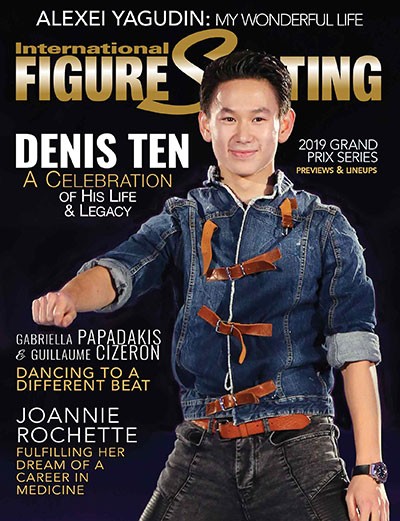 ALEXEI YAGUDIN: MY WONDERFUL LIFE
International
FIGURE SKATING
DENIS TEN
A CELEBRATION
OF HIS LIFE
& LEGACY
2019 GRAND
PRIX SERIES
PREVIEWS & LINEUPS
GABRIELLA PAPADAKIS
& GUILLAUME CIZERON
DANCING TO A
DIFFERENT BEAT
JOANNIE
ROCHETTE
FULFILLING HER
DREAM OF A
CAREER IN
MEDICINE